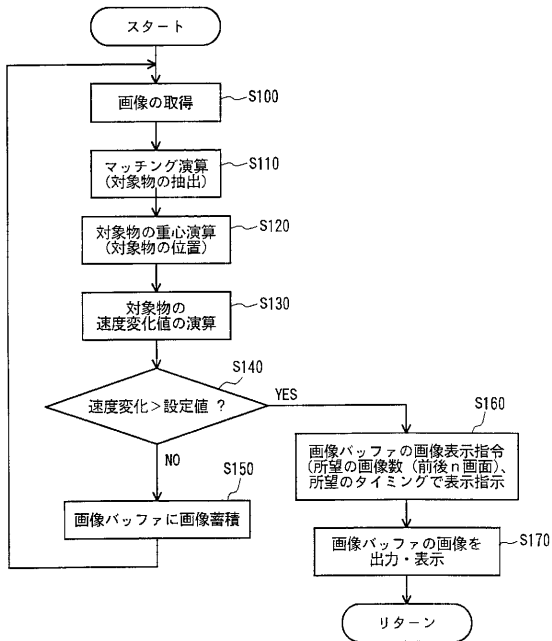 スタート
画像の取得
S100
マッチング演算
(対象物の抽出)
S110
対象物の重心演算
(対象物の位置)
S120
対象物の
速度変化値の演算
S130
速度変化>設定値 ?
S140
YES
NO
画像バッファに画像蓄積
S150
画像バッファの画像表示指令
(所望の画像数 (前後n画面)、
所望のタイミングで表示指示
S160
画像バッファの画像を
出力・表示
S170
リターン